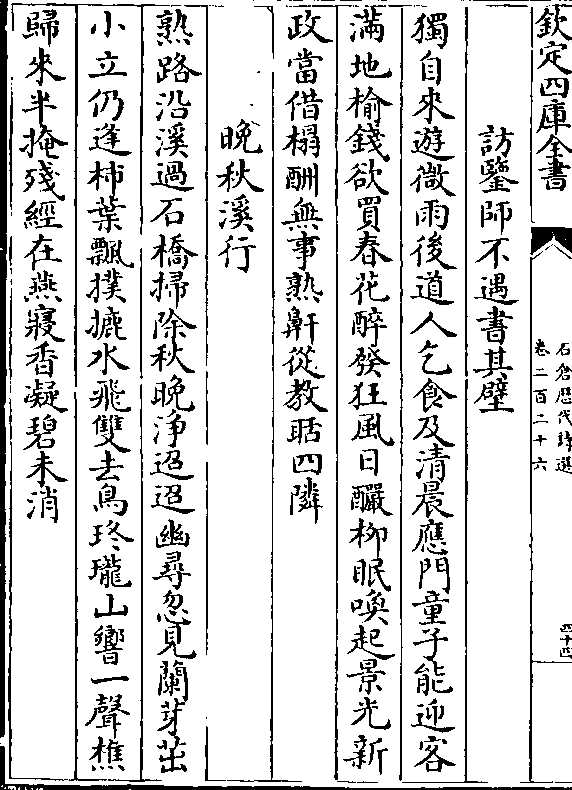 欽定四庫全書
石倉歴代詩選
卷二百二十六
四十四
訪鑒師不遇書其壁
獨自來遊微雨後道人乞食及清晨應門童子能迎客
滿地榆錢欲買春花醉發狂風日釅柳眠喚起景光新
政當借榻酬無事熟鼾從教聒四隣
晚秋溪行
熟路沿溪過石橋掃除秋晚淨迢迢幽尋忽見蘭芽茁
小立仍逢柹葉飄撲摝水飛雙去鳥玲瓏山響一聲樵
歸來半掩殘經在燕寢香凝碧未消